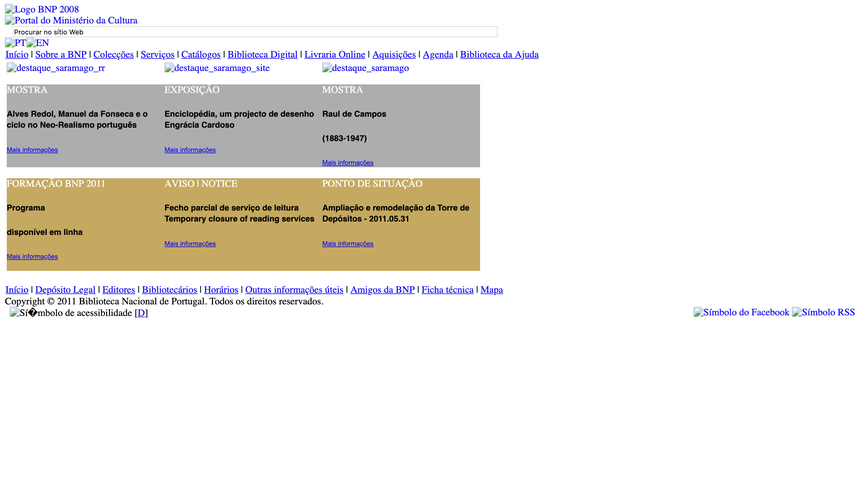 Logo BNP 2008
Portal do Ministério da Cultura
Procurar no sítio Web
PT EN
Início | Sobre a BNP | Colecções | Serviços | Catálogos | Biblioteca Digital | Livraria Online | Aquisições | Agenda | Biblioteca da Ajuda
destaque_saramago_rr
destaque_saramago_site
destaque_saramago
MOSTRA
Alves Redol, Manuel da Fonseca e o
ciclo no Neo-Realismo português
Mais informações
EXPOSIÇÃO
Enciclopédia, um projecto de desenho
Engrácia Cardoso
Mais informações
MOSTRA
Raul de Campos
(1883-1947)
Mais informações
FORMAÇÃO BNP 2011
Programa
disponível em linha
Mais informações
AVISO | NOTICE
Fecho parcial de serviço de leitura
Temporary closure of reading services
Mais informações
PONTO DE SITUAÇÃO
Ampliação e remodelação da Torre de
Depósitos - 2011.05.31
Mais informações
Início | Depósito Legal | Editores | Bibliotecários | Horários | Outras informações úteis | Amigos da BNP | Ficha técnica | Mapa
Copyright © 2011 Biblioteca Nacional de Portugal. Todos os direitos reservados.
Sí�mbolo de acessibilidade [D]
Símbolo do Facebook Símbolo RSS